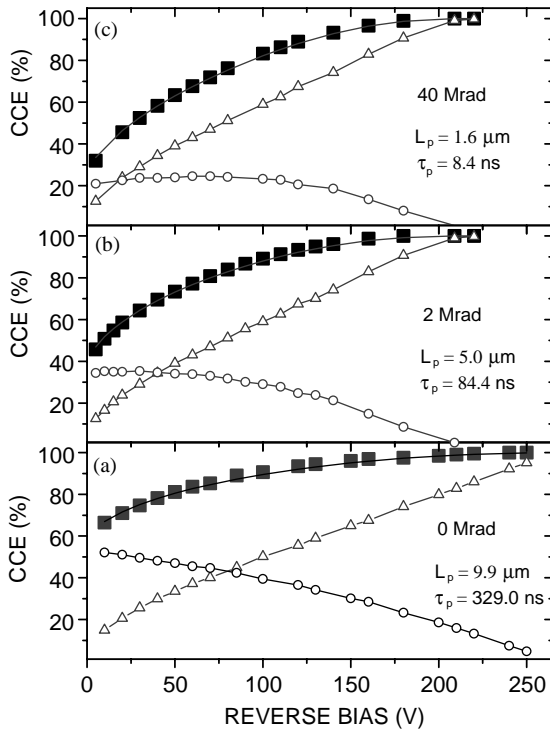 (c)
100
80
60
40
20
CCE (%)
40 Mrad
L_p = 1.6 μm
τ_p = 8.4 ns
(b)
100
80
60
40
20
CCE (%)
2 Mrad
L_p = 5.0 μm
τ_p = 84.4 ns
(a)
100
80
60
40
20
CCE (%)
0 Mrad
L_p = 9.9 μm
τ_p = 329.0 ns
0 50 100 150 200 250
REVERSE BIAS (V)